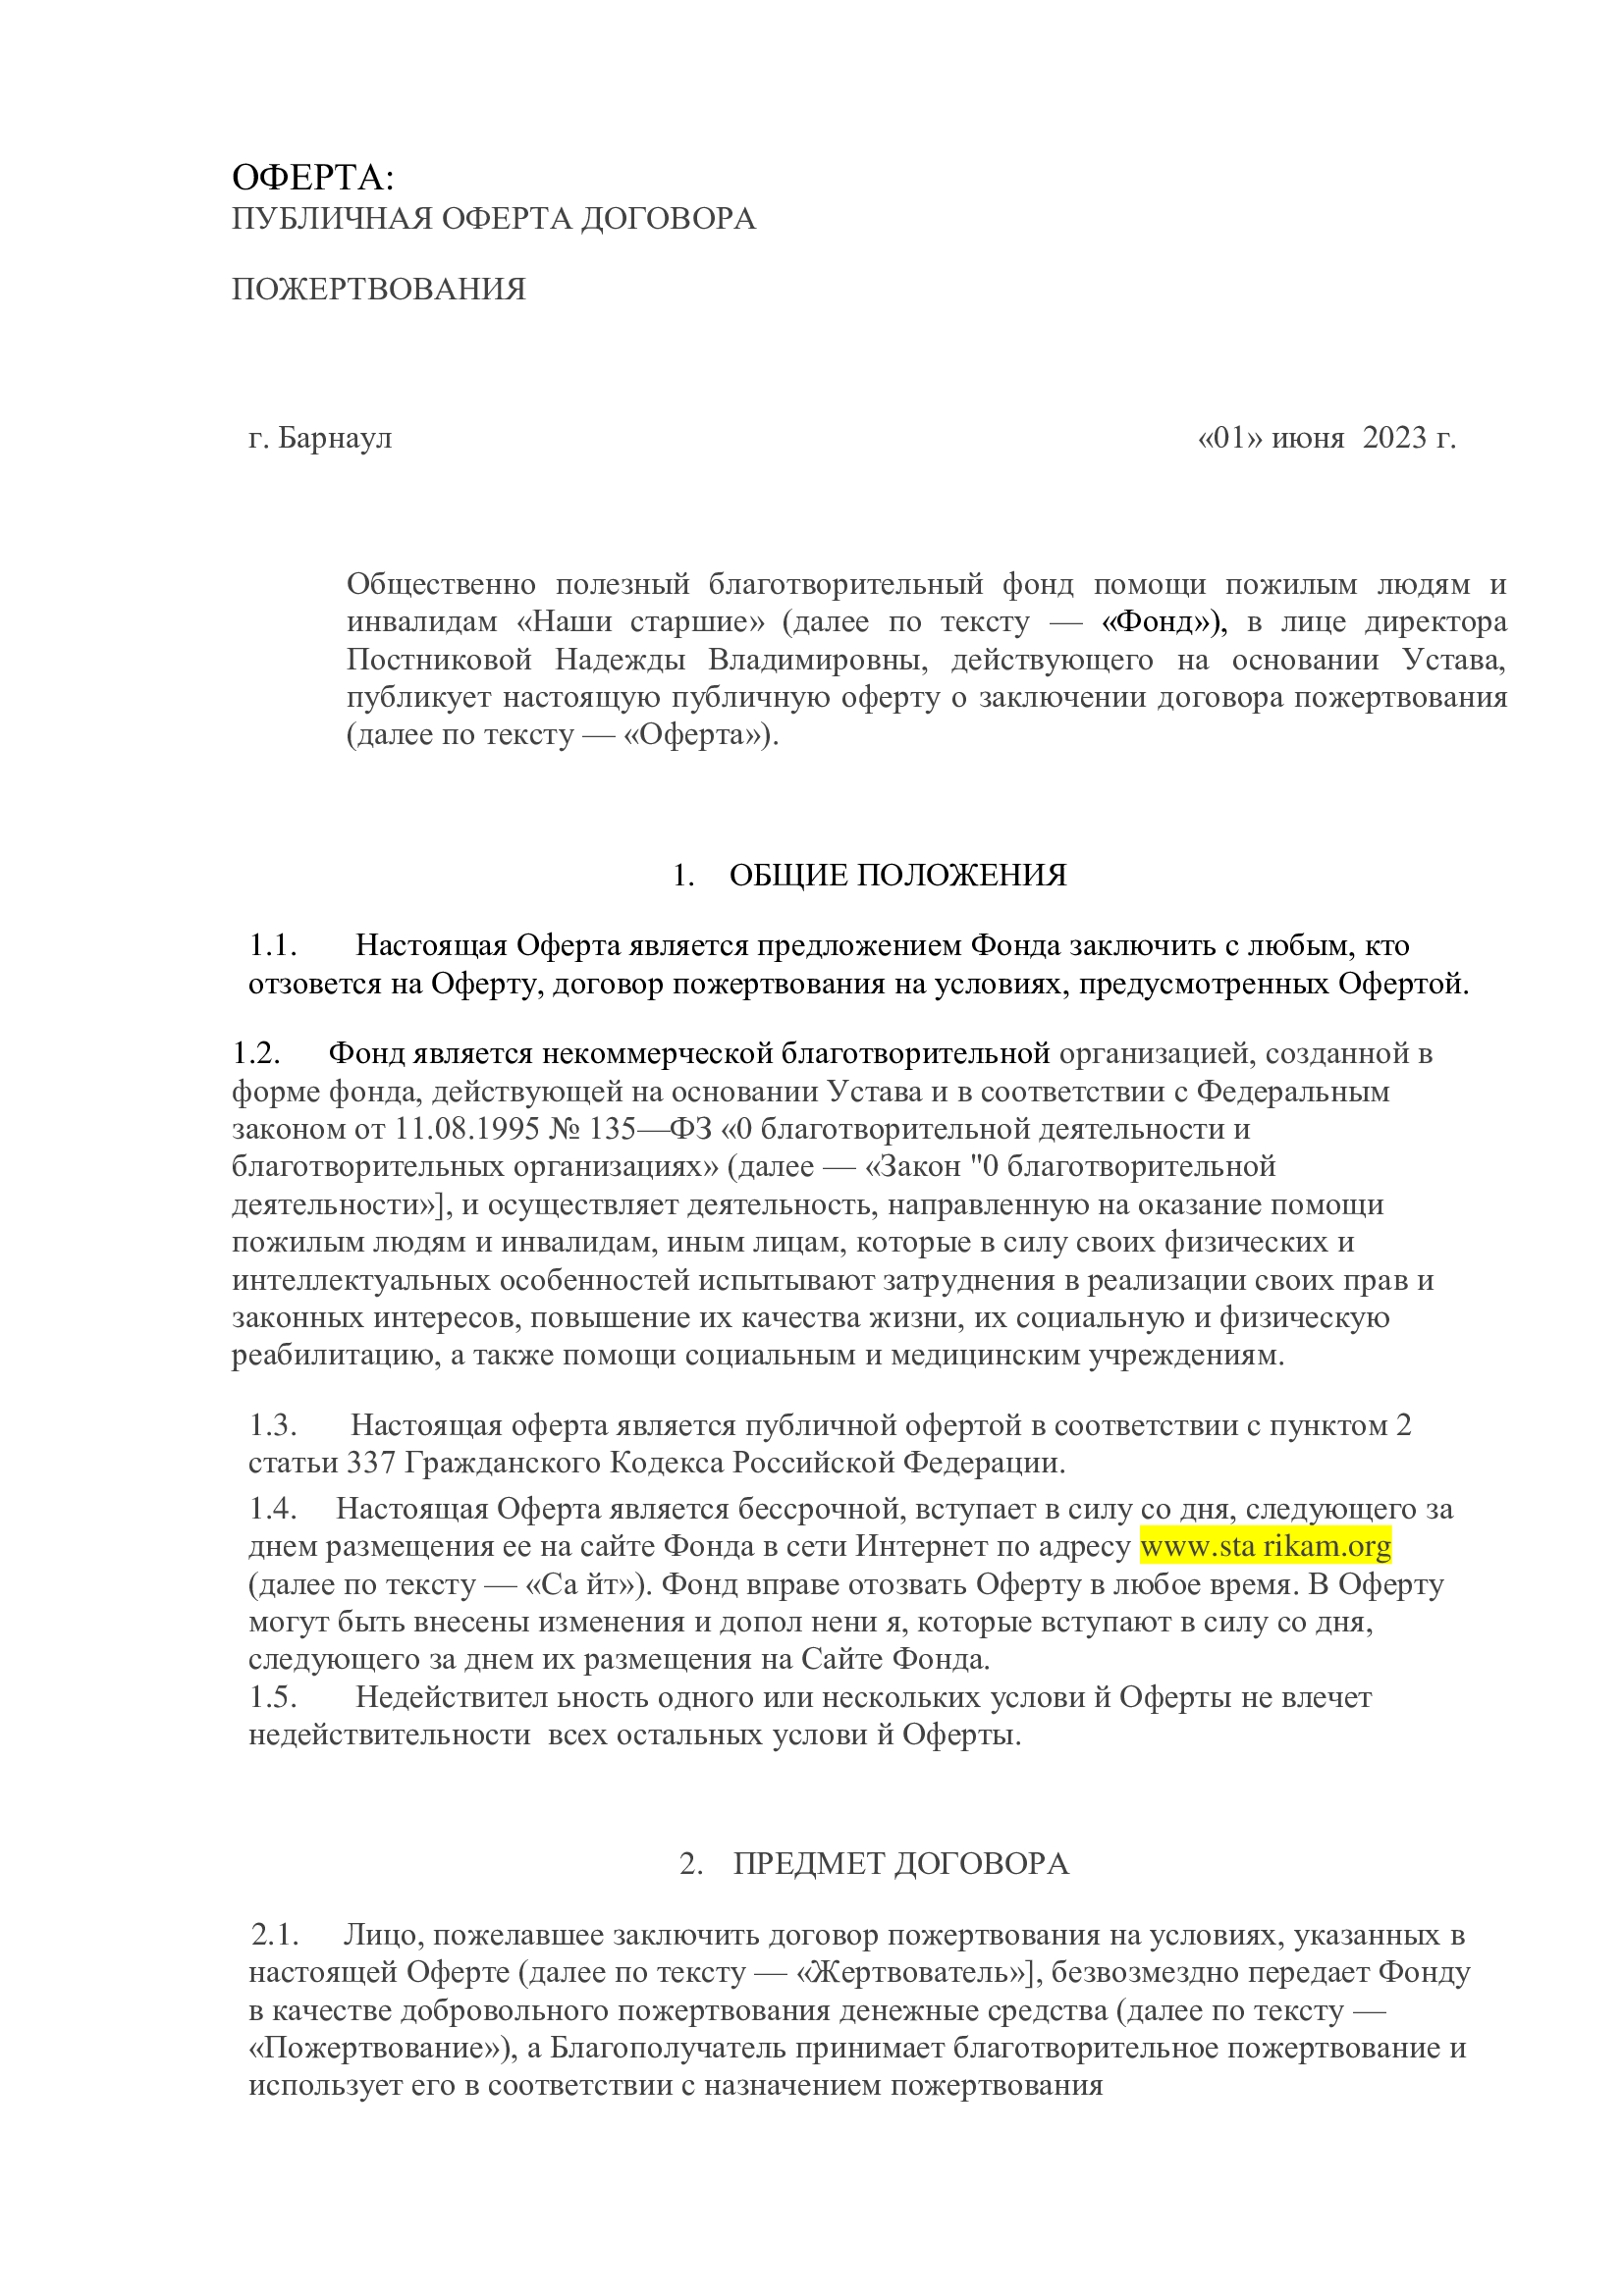 ОФЕРТА:
ПУБЛИЧНАЯ ОФЕРТА ДОГОВОРА
ПОЖЕРТВОВАНИЯ
г. Барнаул «01» июня 2023 г.
Общественно полезный благотворительный фонд помощи пожилым людям и
инвалидам «Наши старшие» (далее по тексту — «Фонд»), в лице директора
Постниковой Надежды Владимировны, действующего на основании Устава,
публикует настоящую публичную оферту о заключении договора пожертвования
(далее по тексту — «Оферта»).
1. ОБЩИЕ ПОЛОЖЕНИЯ
1.1. Настоящая Оферта является предложением Фонда заключить с любым, кто
отзовется на Оферту, договор пожертвования на условиях, предусмотренных Офертой.
1.2. Фонд является некоммерческой благотворительной организацией, созданной в
форме фонда, действующей на основании Устава и в соответствии с Федеральным
законом от 11.08.1995 № 135—ФЗ «0 благотворительной деятельности и
благотворительных организациях» (далее — «Закон "0 благотворительной
деятельности»], и осуществляет деятельность, направленную на оказание помощи
пожилым людям и инвалидам, иным лицам, которые в силу своих физических и
интеллектуальных особенностей испытывают затруднения в реализации своих прав и
законных интересов, повышение их качества жизни, их социальную и физическую
реабилитацию, а также помощи социальным и медицинским учреждениям.
1.3. Настоящая оферта является публичной офертой в соответствии с пунктом 2
статьи 337 Гражданского Кодекса Российской Федерации.
1.4. Настоящая Оферта является бессрочной, вступает в силу со дня, следующего за
днем размещения ее на сайте Фонда в сети Интернет по адресу www.sta rikam.org
(далее по тексту — «Са йт»). Фонд вправе отозвать Оферту в любое время. В Оферту
могут быть внесены изменения и допол нени я, которые вступают в силу со дня,
следующего за днем их размещения на Сайте Фонда.
1.5. Недействител ьность одного или нескольких услови й Оферты не влечет
недействительности всех остальных услови й Оферты.
2. ПРЕДМЕТ ДОГОВОРА
2.1. Лицо, пожелавшее заключить договор пожертвования на условиях, указанных в
настоящей Оферте (далее по тексту — «Жертвователь»], безвозмездно передает Фонду
в качестве добровольного пожертвования денежные средства (далее по тексту —
«Пожертвование»), а Благополучатель принимает благотворительное пожертвование и
использует его в соответствии с назначением пожертвования